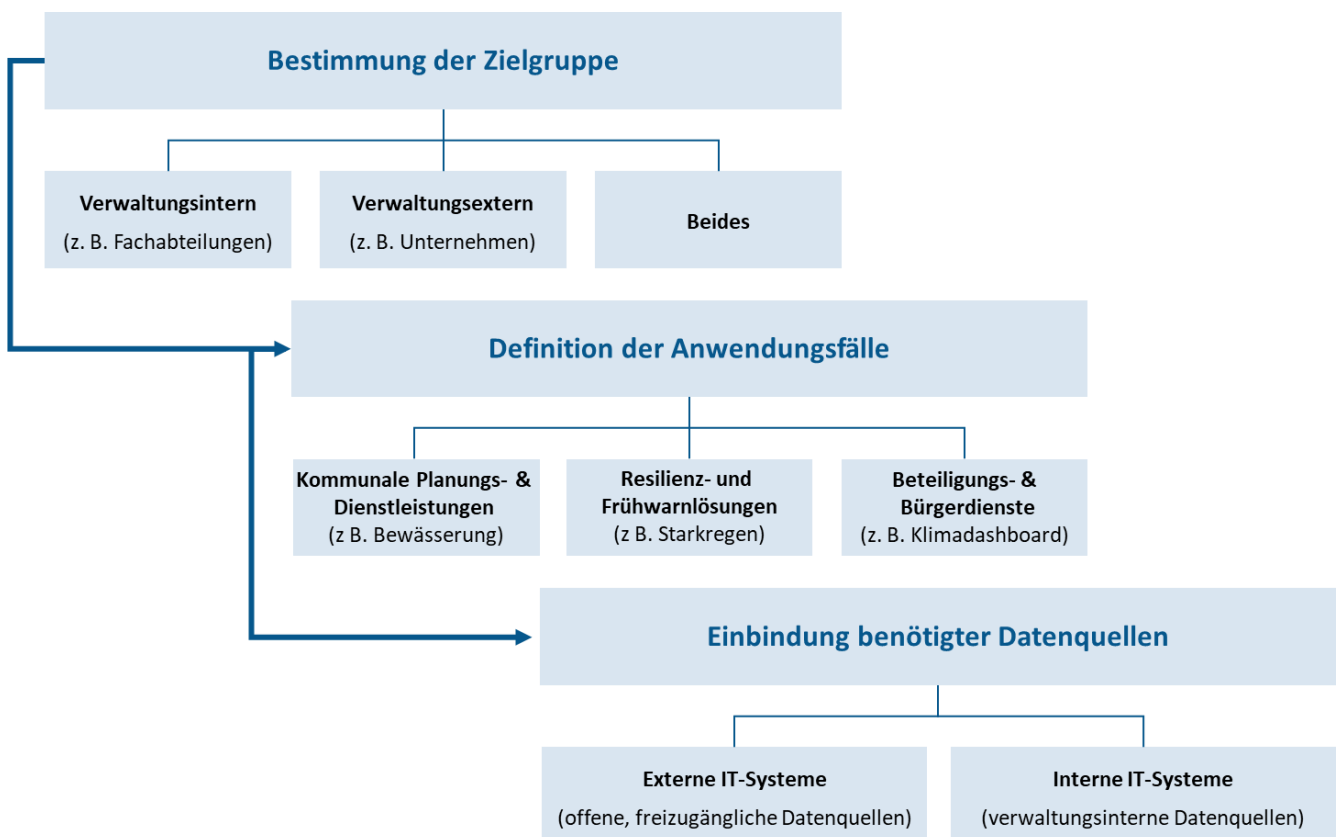 Bestimmung der Zielgruppe
Verwaltungsintern
(z. B. Fachabteilungen)
Verwaltungsextern
(z. B. Unternehmen)
Beides
Definition der Anwendungsfälle
Kommunale Planungs- &
Dienstleistungen
(z B. Bewässerung)
Resilienz- und
Frühwarnlösungen
(z B. Starkregen)
Beteiligungs- &
Bürgerdienste
(z. B. Klimadashboard)
Einbindung benötigter Datenquellen
Externe IT-Systeme
(offene, freizugängliche Datenquellen)
Interne IT-Systeme
(verwaltungsinterne Datenquellen)